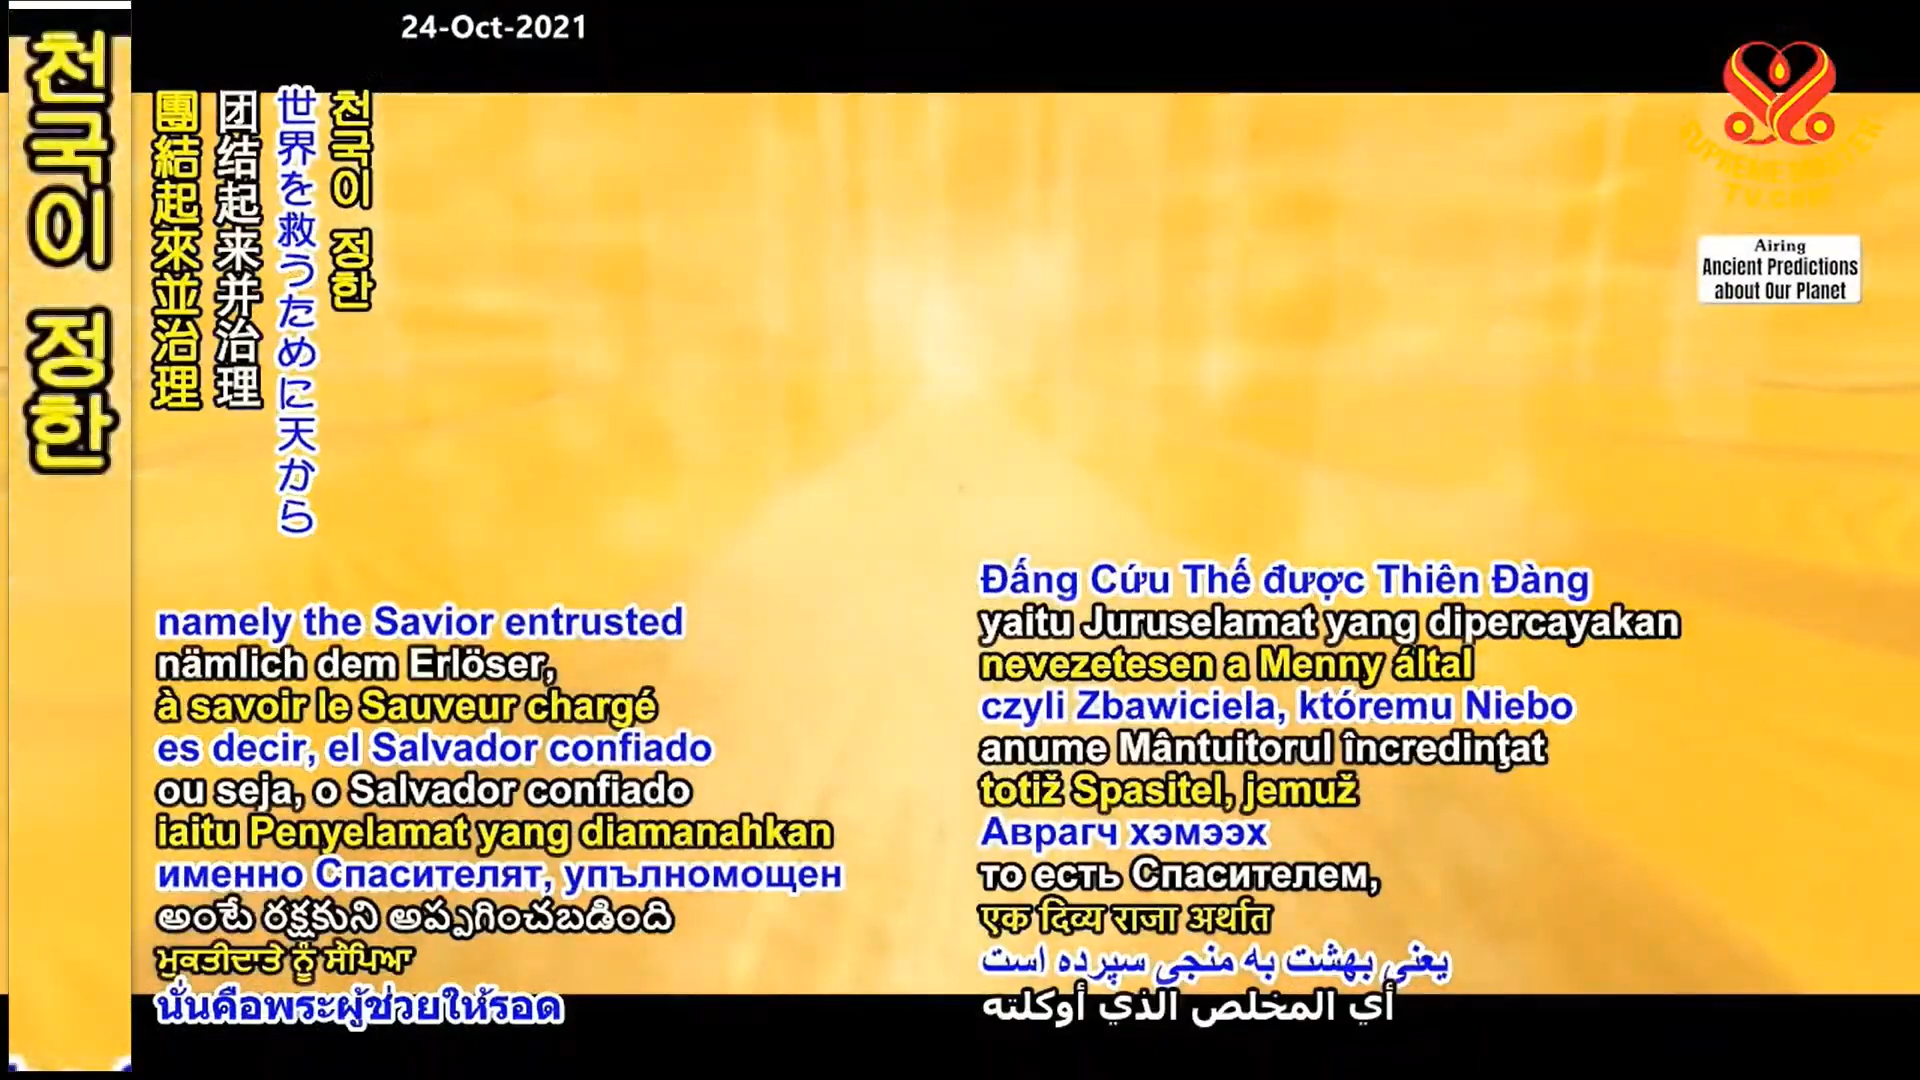 24-Oct-2021
천국이 정한
團結起來並治理
团结起来并治理
世界を救うために天から
천국이 정한
SUPREME MASTER
TV.COM
Airing
Ancient Predictions
about Our Planet
namely the Savior entrusted
nämlich dem Erlöser,
à savoir le Sauveur chargé
es decir, el Salvador confiado
ou seja, o Salvador confiado
iaitu Penyelamat yang diamanahkan
именно Спасителят, упълномощен
అంటే రక్షకుని అప్పగించబడింది
ਮੁਕਤੀਦਾਤੇ ਨੂੰ ਸੌਂਪਿਆ
นั่นคือพระผู้ช่วยให้รอด
Đấng Cứu Thế được Thiên Đàng
yaitu Juruselamat yang dipercayakan
nevezetesen a Menny által
czyli Zbawiciela, któremu Niebo
anume Mântuitorul încredinţat
totiž Spasitel, jemuž
Аврагч хэмээх
то есть Спасителем,
एक दिव्य राजा अर्थात
یعنی بهشت به منجی سپرده است
أي المخلص الذي أوكلته